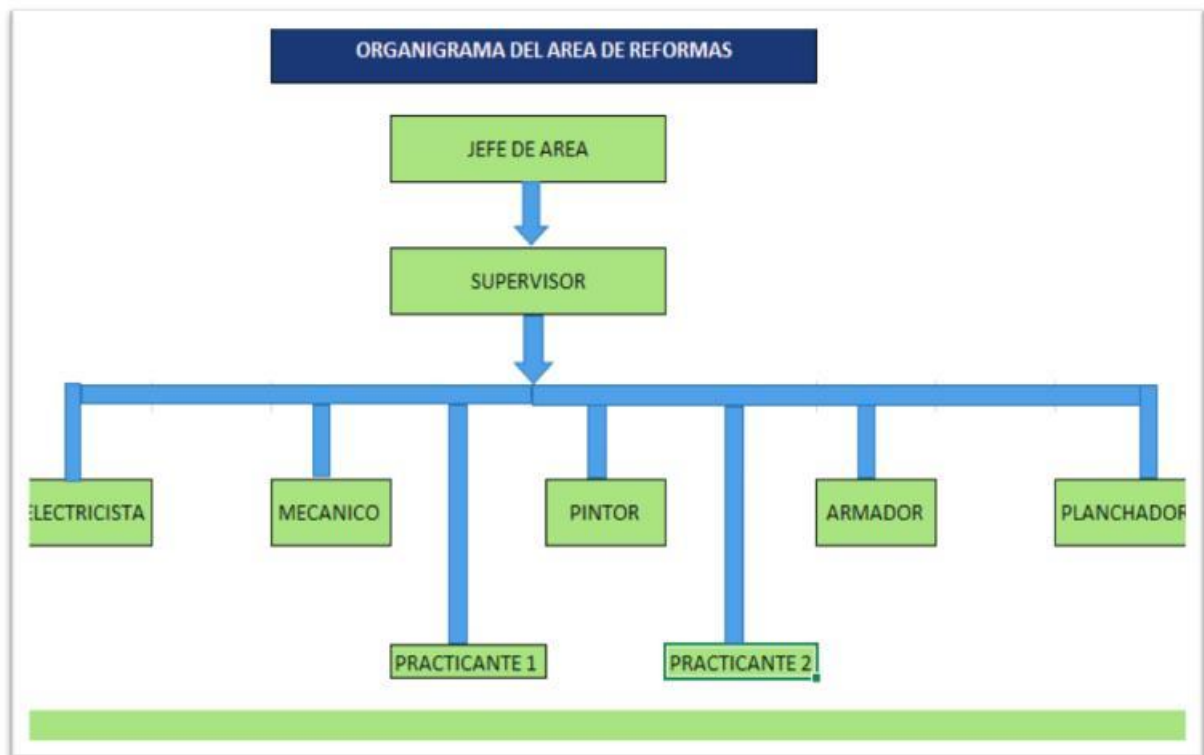 ORGANIGRAMA DEL AREA DE REFORMAS
JEFE DE AREA
SUPERVISOR
ELECTRICISTA
MECANICO
PINTOR
ARMADOR
PLANCHADOR
PRACTICANTE 1
PRACTICANTE 2